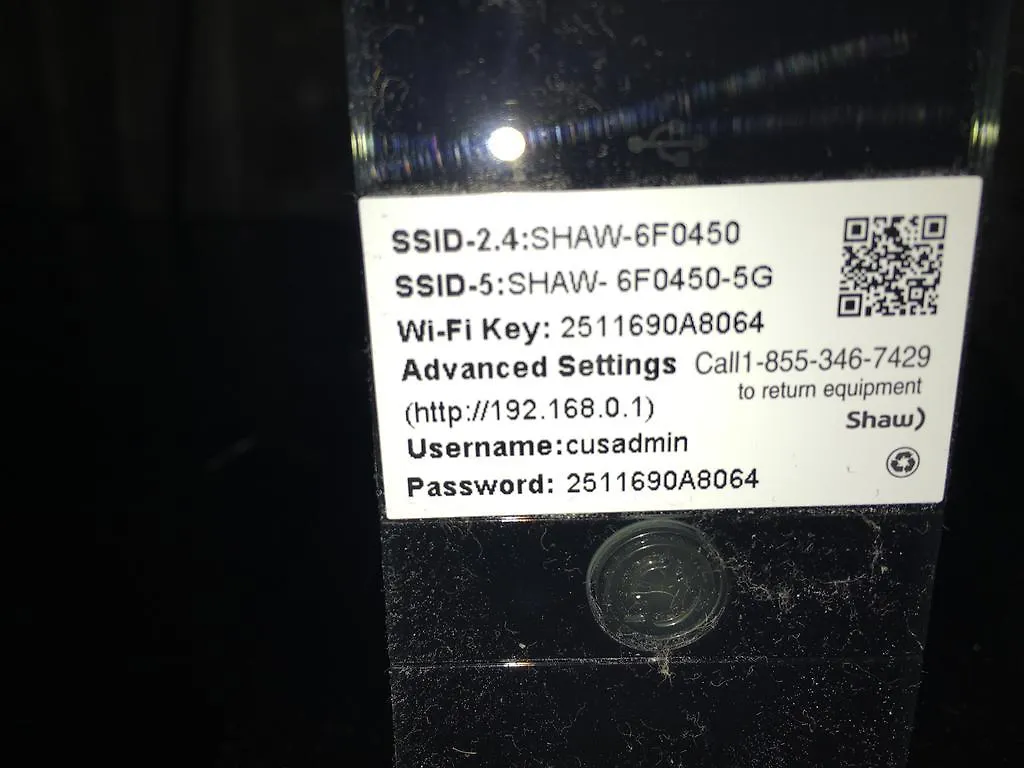 SSID-2.4:SHAW-6F0450
SSID-5:SHAW- 6F0450-5G
Wi-Fi Key: 2511690A8064
Advanced Settings Call1-855-346-7429
to return equipment
(http://192.168.0.1)
Shaw)
Username:cusadmin
Password: 2511690A8064